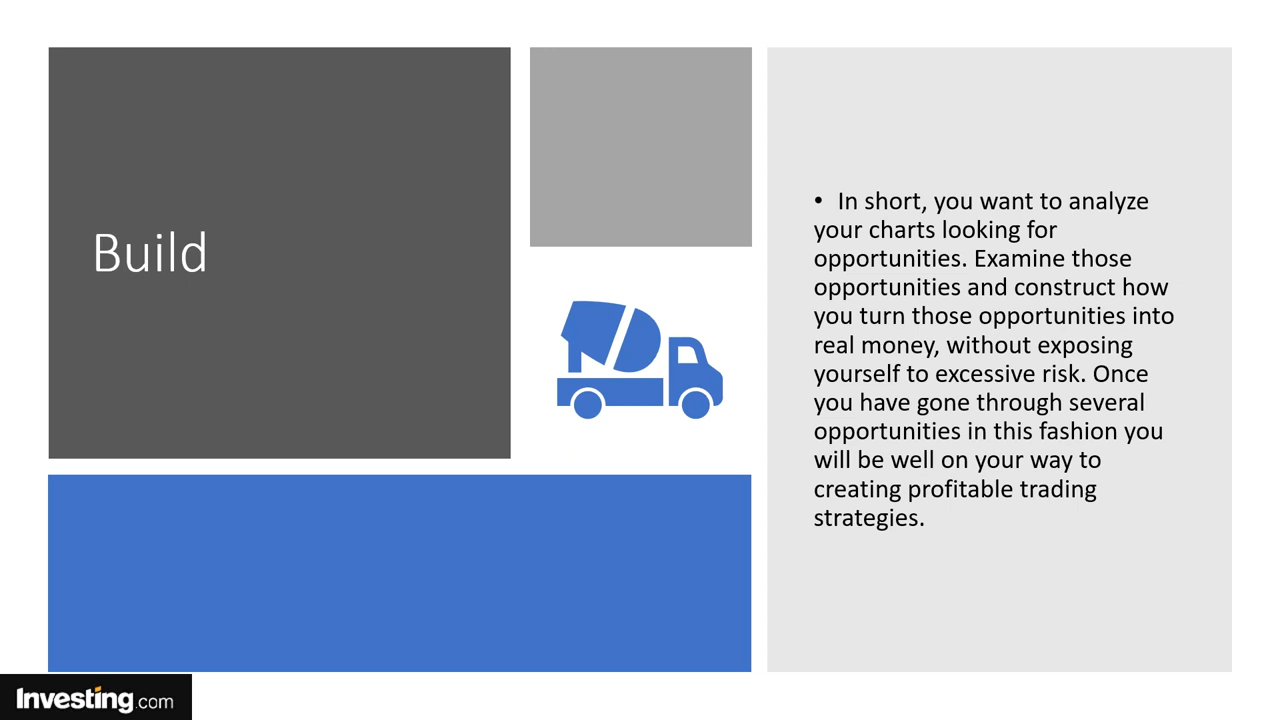 Build
• In short, you want to analyze
your charts looking for
opportunities. Examine those
opportunities and construct how
you turn those opportunities into
real money, without exposing
yourself to excessive risk. Once
you have gone through several
opportunities in this fashion you
will be well on your way to
creating profitable trading
strategies.
Investing.com